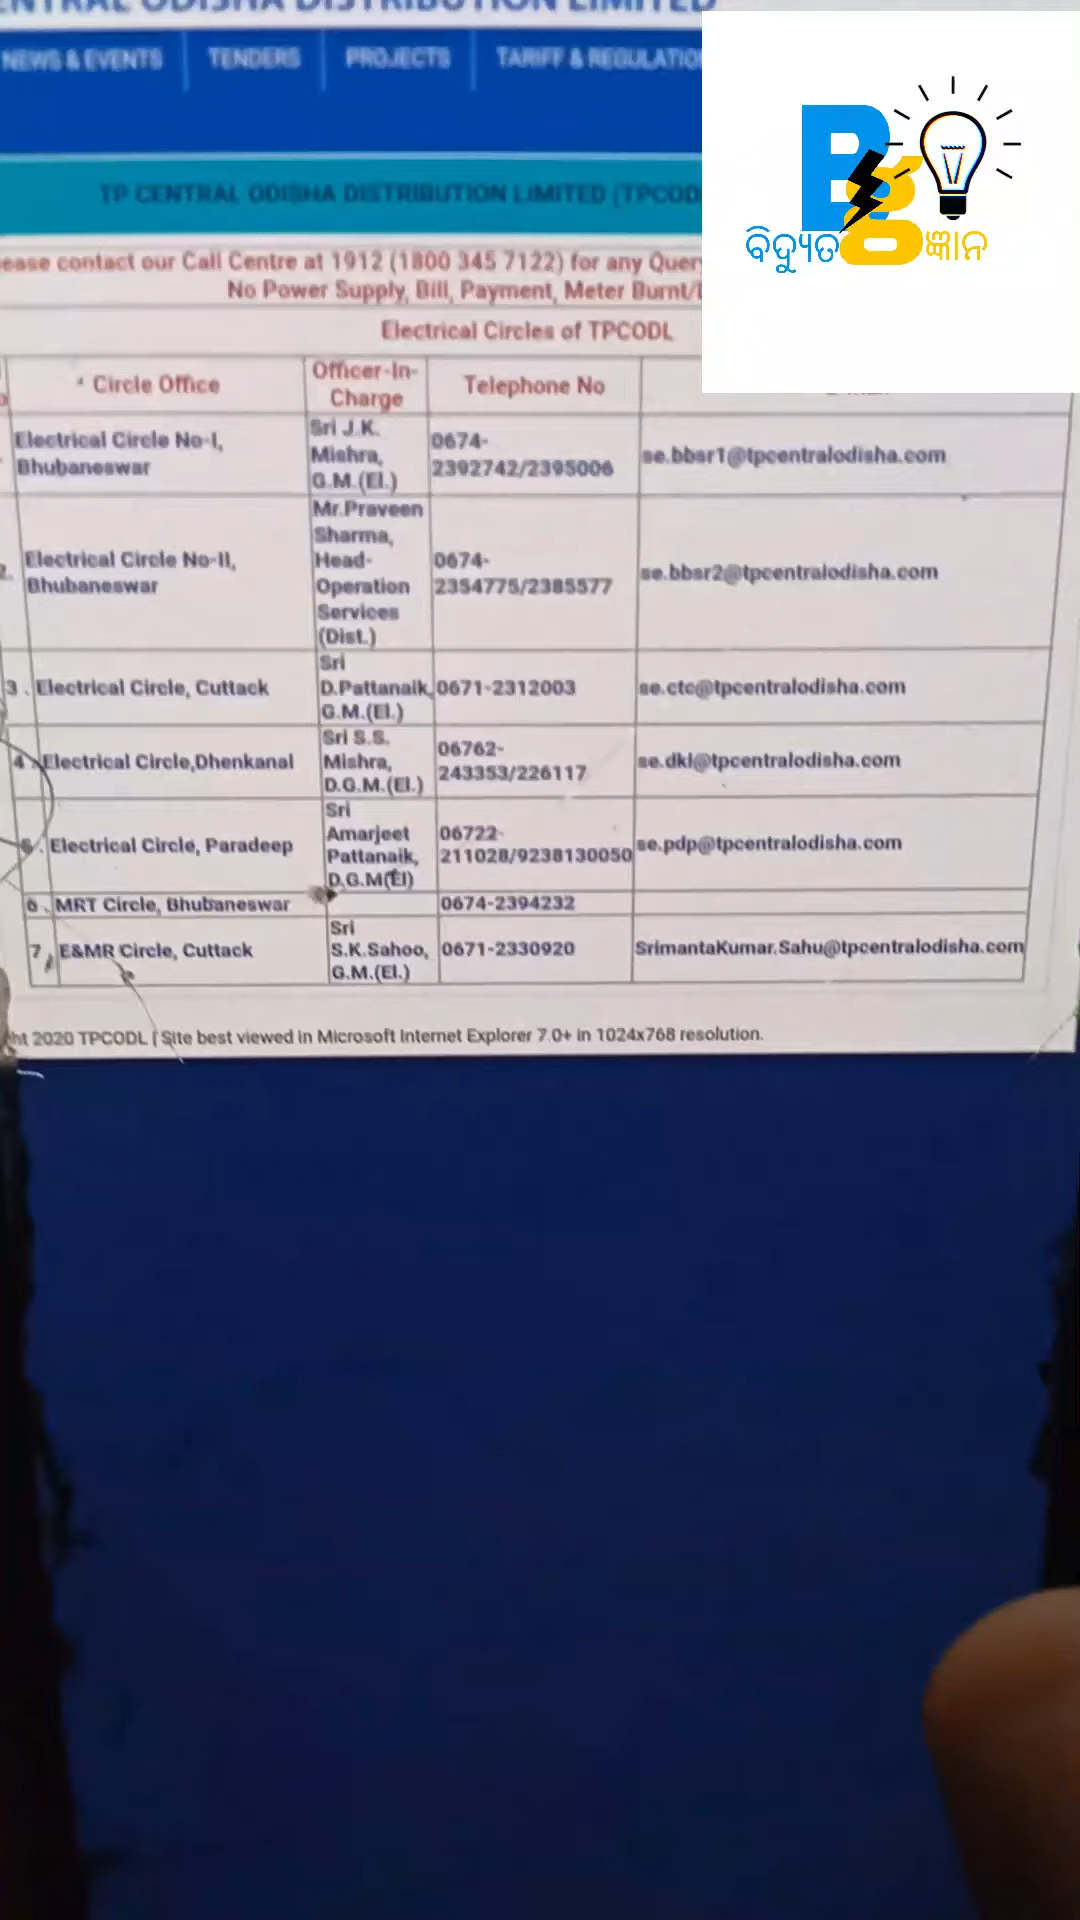 NTRAL ODISHA DISTRIBUTION LIMITED
NEWS & EVENTS TENDERS PROJECTS TARIFF & REGULATIO
TP CENTRAL ODISHA DISTRIBUTION LIMITED (TPCOD
ease contact our Call Centre at 1912 (1800 345 7122) for any Quer
No Power Supply, Bill, Payment, Meter Burnt/
Electrical Circles of TPCODL
Circle Office
Officer-In-
Charge
Telephone No
Electrical Circle No-I,
Bhubaneswar
Sri J.K.
Mishra,
G.M.(El.)
0674-
2392742/2395006
se.bbsr1@tpcentralodisha.com
2.
Electrical Circle No-II,
Bhubaneswar
Mr.Praveen
Sharma,
Head-
Operation
Services
(Dist.)
0674-
2354775/2385577
se.bbsr2@tpcentralodisha.com
3 . Electrical Circle, Cuttack
Sri
D.Pattanaik,
G.M.(El.)
0671-2312003
se.ctc@tpcentralodisha.com
4 . Electrical Circle,Dhenkanal
Sri S.S.
Mishra,
D.G.M.(El.)
06762-
243353/226117
se.dkl@tpcentralodisha.com
5 . Electrical Circle, Paradeep
Sri
Amarjeet
Pattanaik,
D.G.M(El)
06722-
211028/9238130050
se.pdp@tpcentralodisha.com
6 . MRT Circle, Bhubaneswar
0674-2394232
7 . E&MR Circle, Cuttack
Sri
S.K.Sahoo,
G.M.(El.)
0671-2330920
SrimantaKumar.Sahu@tpcentralodisha.com
ht 2020 TPCODL | Site best viewed in Microsoft Internet Explorer 7.0+ in 1024x768 resolution.
Bg
ବିଦ୍ୟୁତ ଜ୍ଞାନ